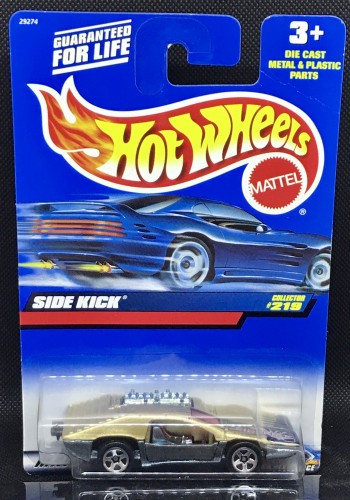 29274
GUARANTEED
FOR LIFE
3+
DIE CAST
METAL & PLASTIC
PARTS
HOT WHEELS
MATTEL
®
SIDE KICK
COLLECTOR
#219